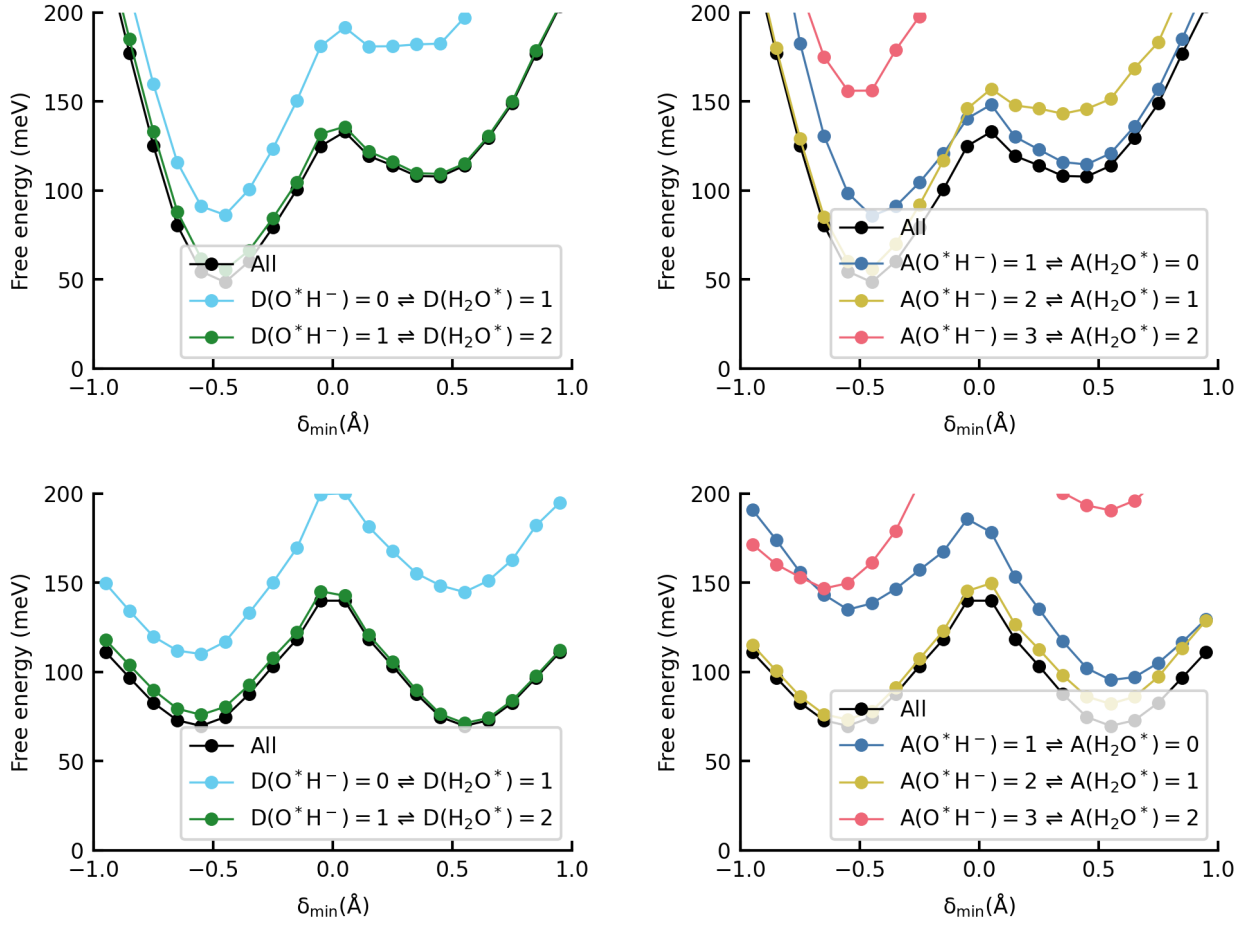 200
150
100
50
0
Free energy (meV)
All
D(O*H⁻) = 0 ⇌ D(H₂O*) = 1
D(O*H⁻) = 1 ⇌ D(H₂O*) = 2
−1.0 −0.5 0.0 0.5 1.0
δmin(Å)
200
150
100
50
0
Free energy (meV)
All
A(O*H⁻) = 1 ⇌ A(H₂O*) = 0
A(O*H⁻) = 2 ⇌ A(H₂O*) = 1
A(O*H⁻) = 3 ⇌ A(H₂O*) = 2
−1.0 −0.5 0.0 0.5 1.0
δmin(Å)
200
150
100
50
0
Free energy (meV)
All
D(O*H⁻) = 0 ⇌ D(H₂O*) = 1
D(O*H⁻) = 1 ⇌ D(H₂O*) = 2
−1.0 −0.5 0.0 0.5 1.0
δmin(Å)
200
150
100
50
0
Free energy (meV)
All
A(O*H⁻) = 1 ⇌ A(H₂O*) = 0
A(O*H⁻) = 2 ⇌ A(H₂O*) = 1
A(O*H⁻) = 3 ⇌ A(H₂O*) = 2
−1.0 −0.5 0.0 0.5 1.0
δmin(Å)